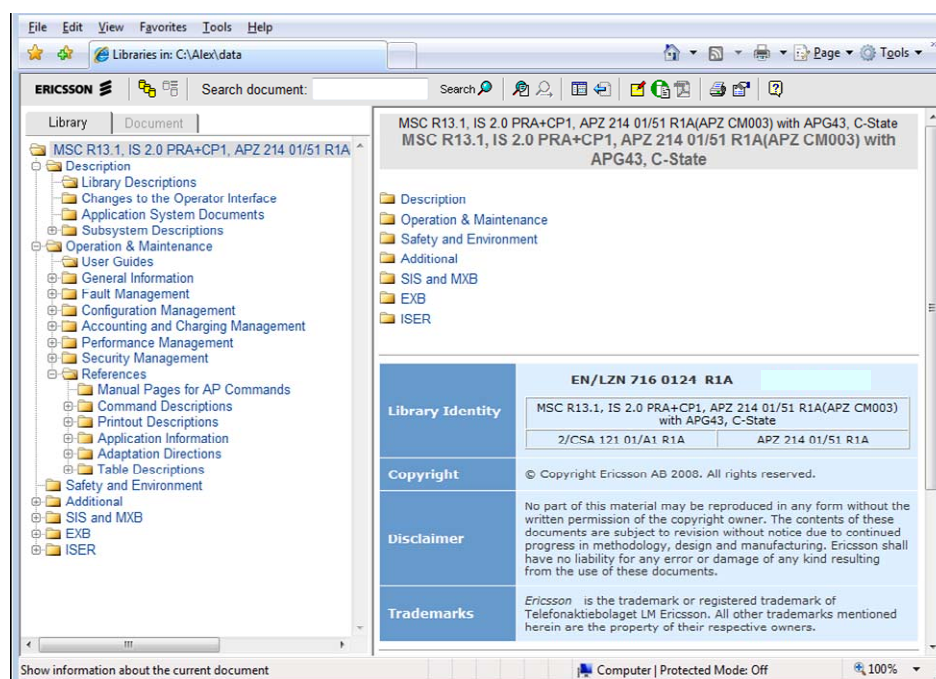 File Edit View Favorites Tools Help
Libraries in: C:\Alex\data
Page Tools
ERICSSON Search document: Search
Library Document
MSC R13.1, IS 2.0 PRA+CP1, APZ 214 01/51 R1A
Description
Library Descriptions
Changes to the Operator Interface
Application System Documents
Subsystem Descriptions
Operation & Maintenance
User Guides
General Information
Fault Management
Configuration Management
Accounting and Charging Management
Performance Management
Security Management
References
Manual Pages for AP Commands
Command Descriptions
Printout Descriptions
Application Information
Adaptation Directions
Table Descriptions
Safety and Environment
Additional
SIS and MXB
EXB
ISER
MSC R13.1, IS 2.0 PRA+CP1, APZ 214 01/51 R1A(APZ CM003) with APG43, C-State
MSC R13.1, IS 2.0 PRA+CP1, APZ 214 01/51 R1A(APZ CM003) with
APG43, C-State
Description
Operation & Maintenance
Safety and Environment
Additional
SIS and MXB
EXB
ISER
Library Identity
EN/LZN 716 0124 R1A
MSC R13.1, IS 2.0 PRA+CP1, APZ 214 01/51 R1A(APZ CM003)
with APG43, C-State
2/CSA 121 01/A1 R1A APZ 214 01/51 R1A
Copyright
© Copyright Ericsson AB 2008. All rights reserved.
Disclaimer
No part of this material may be reproduced in any form without the
written permission of the copyright owner. The contents of these
documents are subject to revision without notice due to continued
progress in methodology, design and manufacturing. Ericsson shall
have no liability for any error or damage of any kind resulting
from the use of these documents.
Trademarks
Ericsson is the trademark or registered trademark of
Telefonaktiebolaget LM Ericsson. All other trademarks mentioned
herein are the property of their respective owners.
Show information about the current document
Computer | Protected Mode: Off
100%